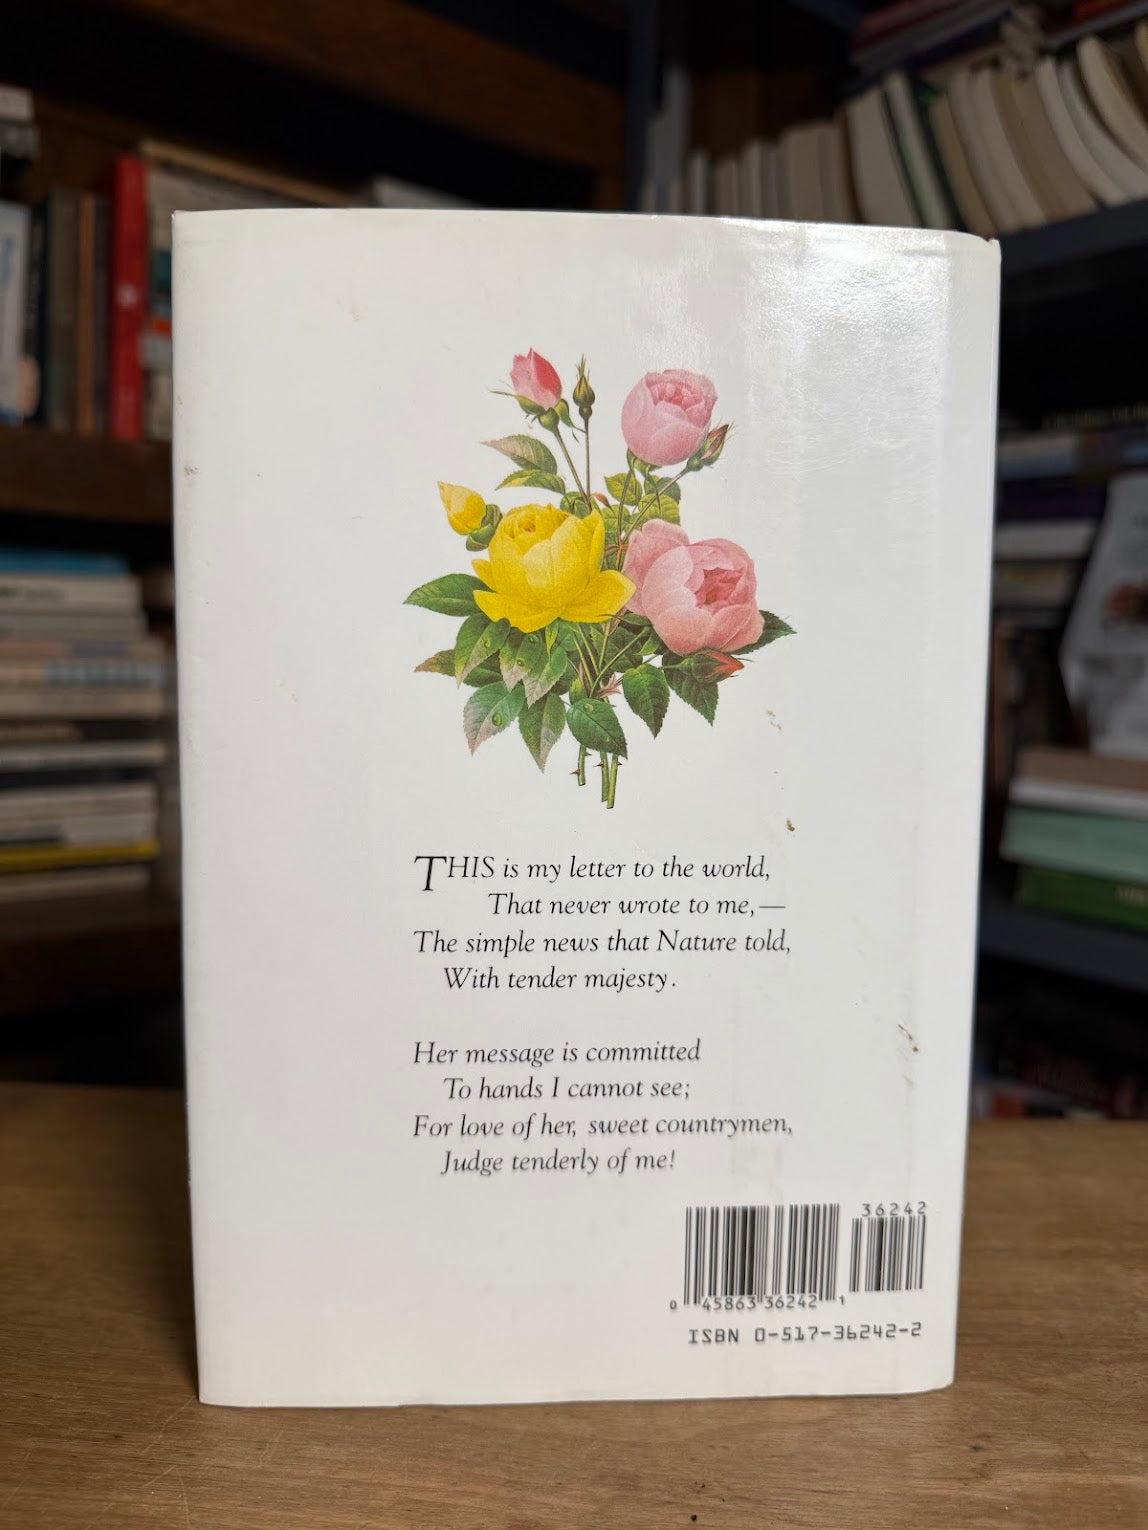 THIS is my letter to the world,
That never wrote to me,—
The simple news that Nature told,
With tender majesty.
Her message is committed
To hands I cannot see;
For love of her, sweet countrymen,
Judge tenderly of me!
36242
0 45863 36242 1
ISBN 0-517-36242-2